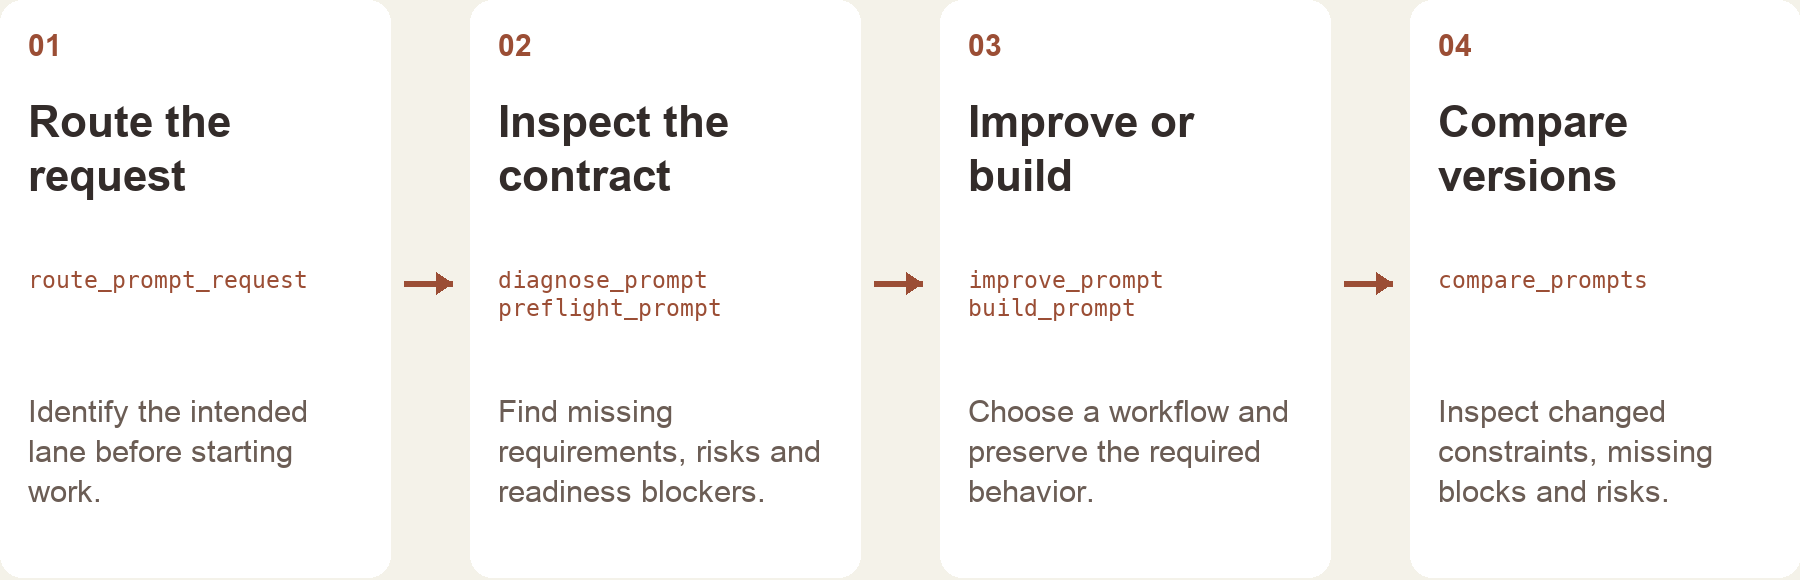 01
Route the
request
route_prompt_request
Identify the intended
lane before starting
work.
02
Inspect the
contract
diagnose_prompt
preflight_prompt
Find missing
requirements, risks and
readiness blockers.
03
Improve or
build
improve_prompt
build_prompt
Choose a workflow and
preserve the required
behavior.
04
Compare
versions
compare_prompts
Inspect changed
constraints, missing
blocks and risks.